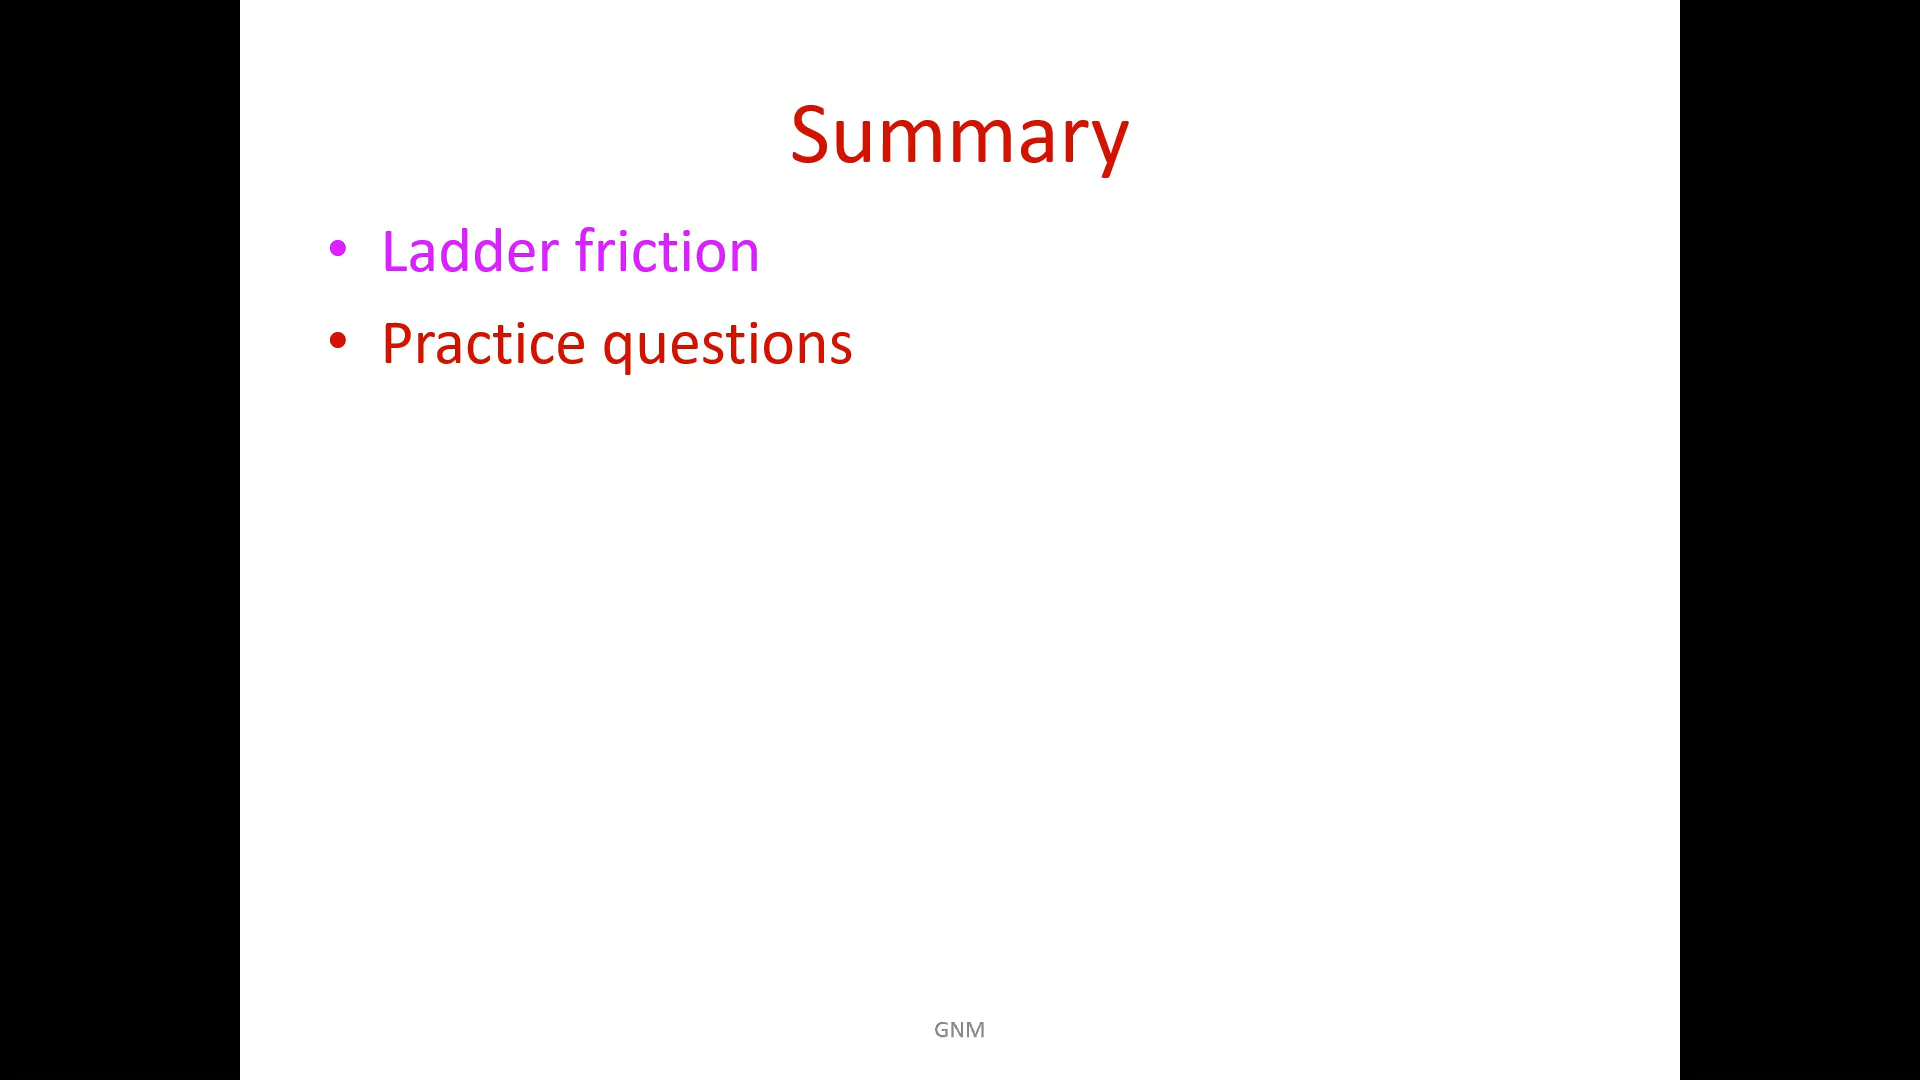 Summary
• Ladder friction
• Practice questions
GNM